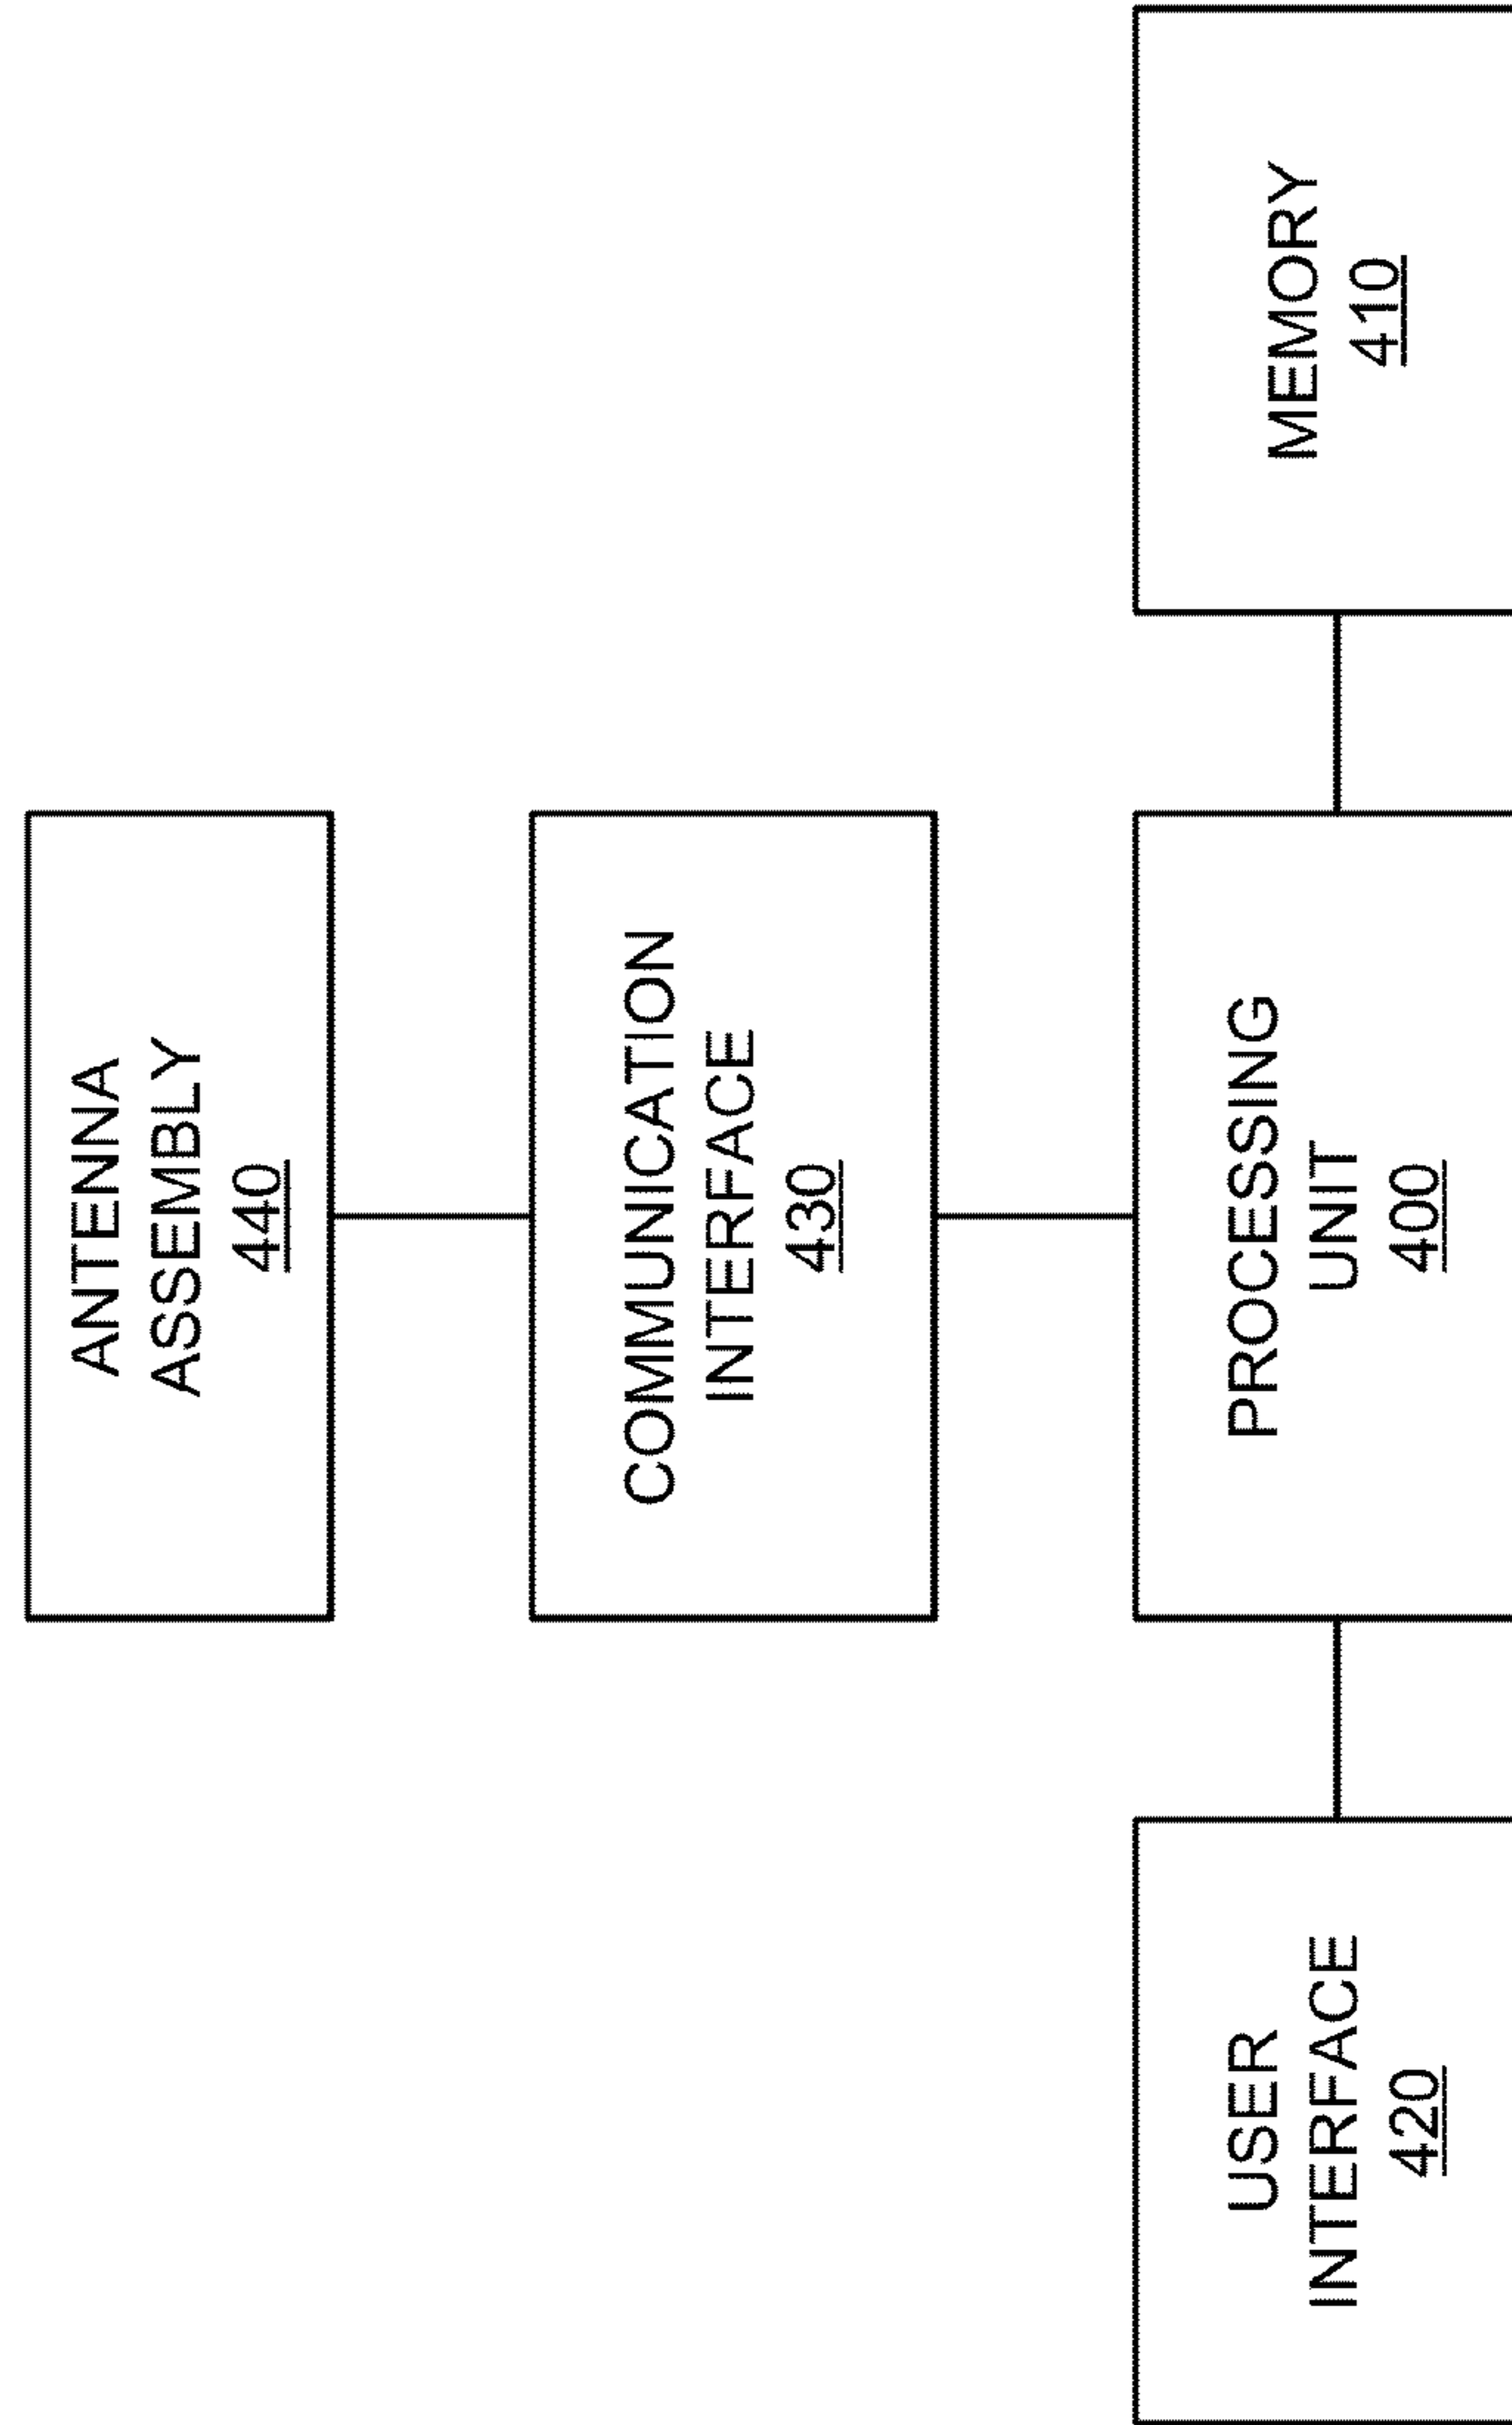 ANTENNA
ASSEMBLY
440
COMMUNICATION
INTERFACE
430
USER
INTERFACE
420
PROCESSING
UNIT
400
MEMORY
410